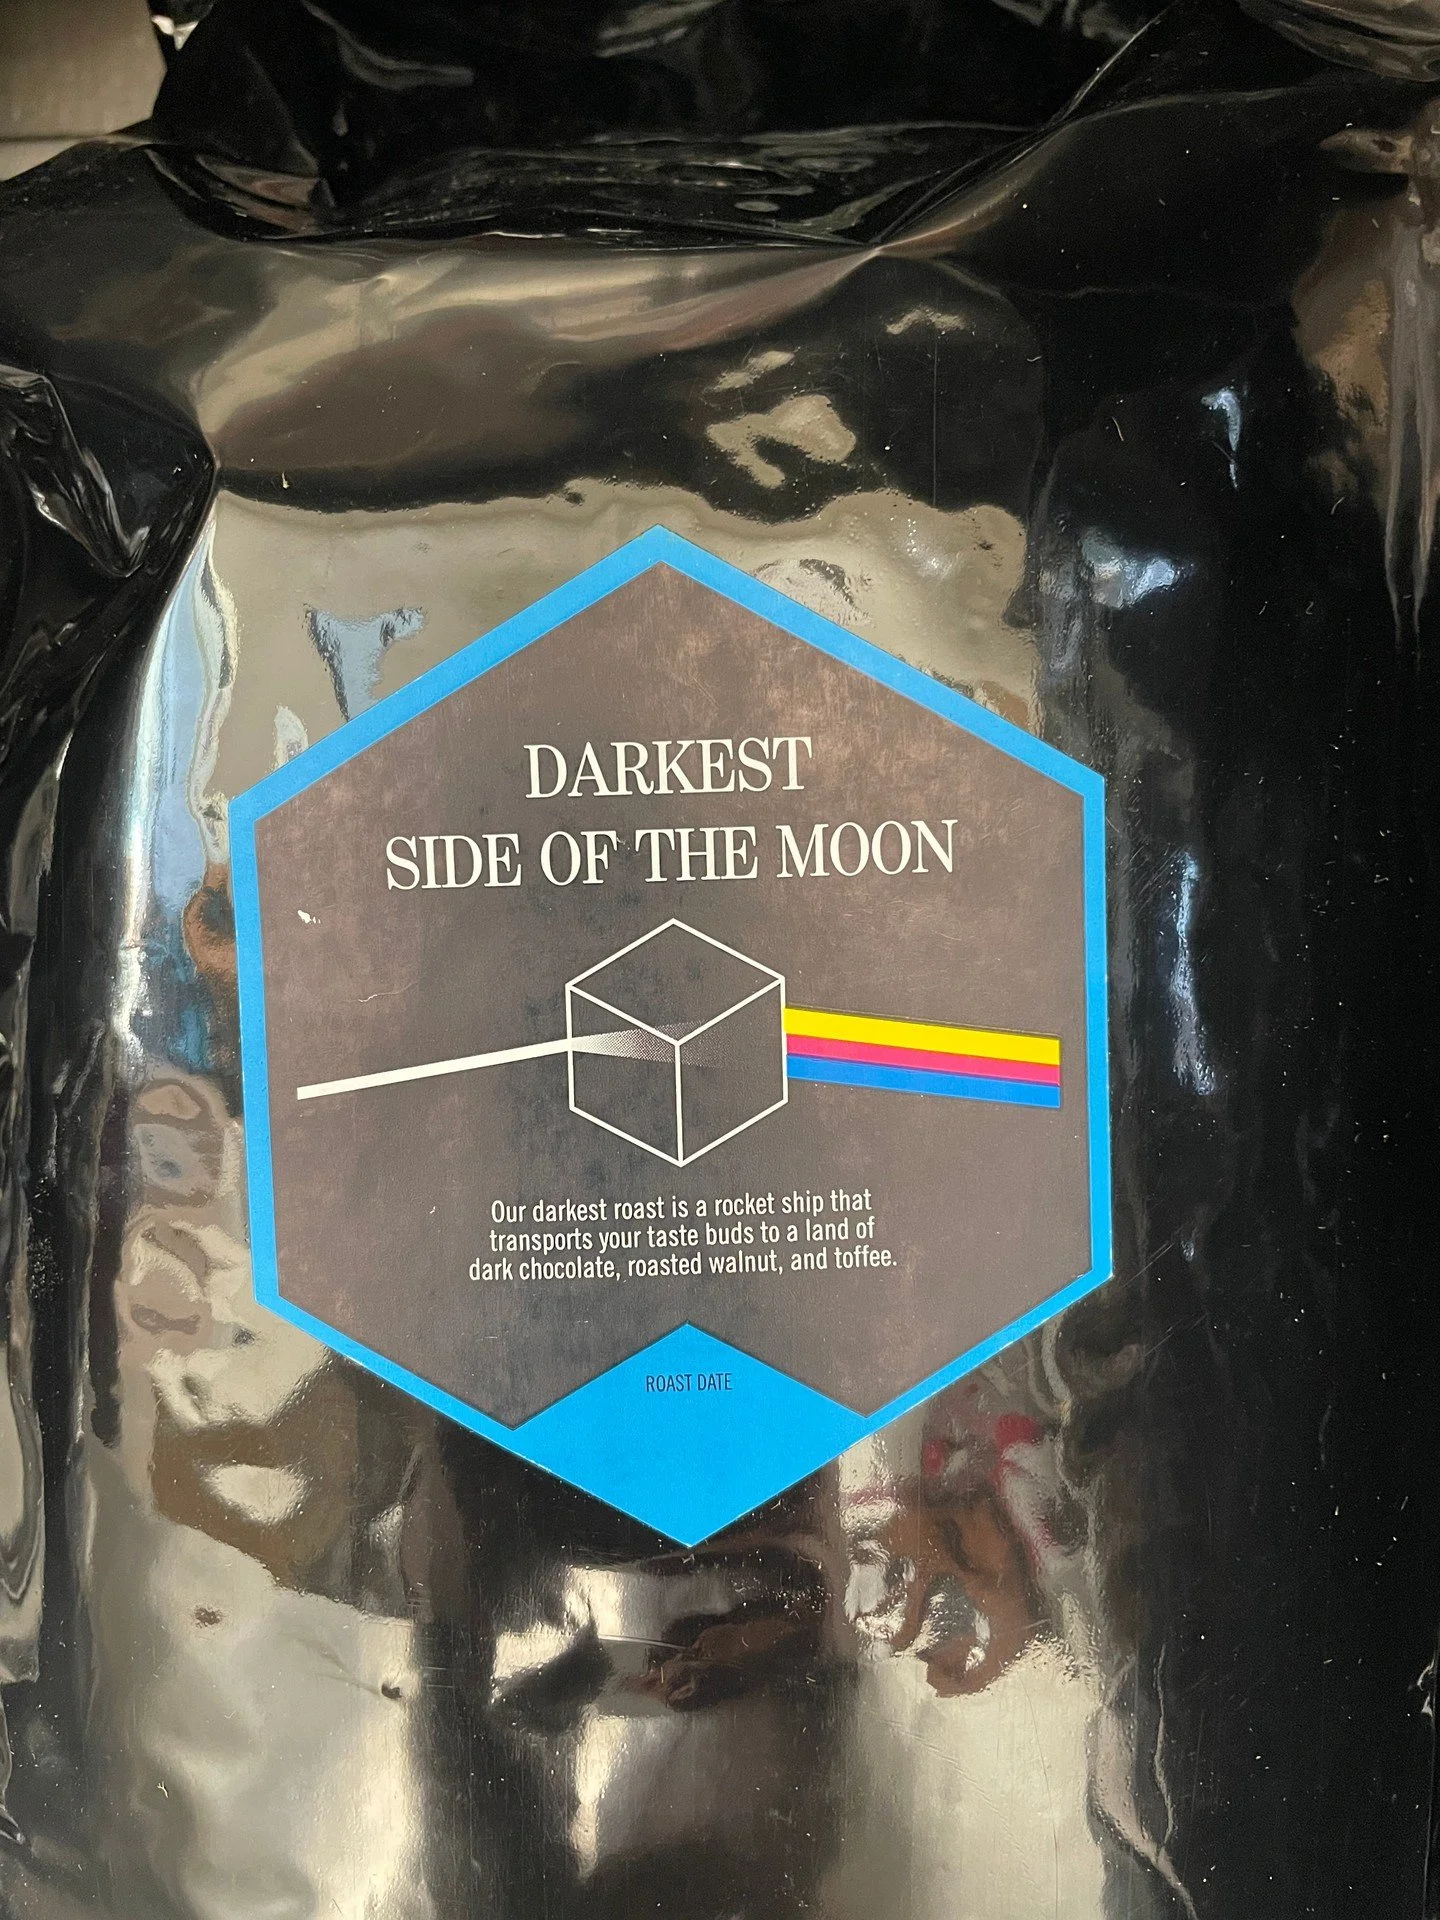 DARKEST
SIDE OF THE MOON
Our darkest roast is a rocket ship that
transports your taste buds to a land of
dark chocolate, roasted walnut, and toffee.
ROAST DATE